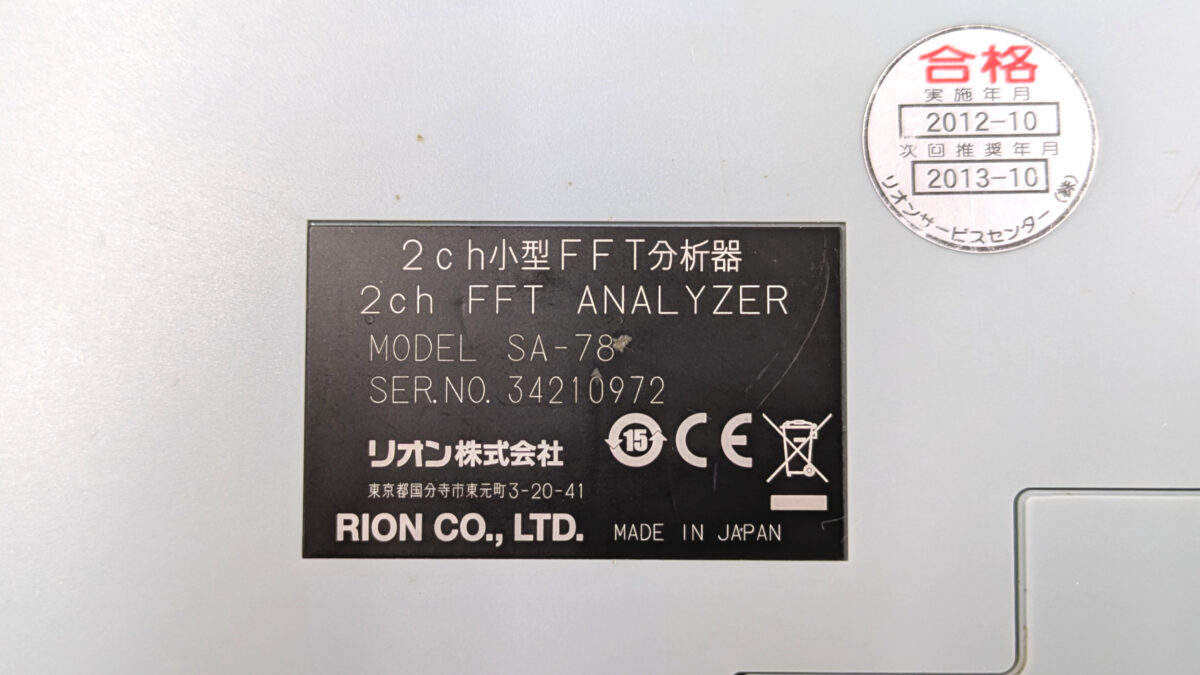 合格
実施年月
2012-10
次回推奨年月
2013-10
リオンサービスセンター(株)
2ch小型FFT分析器
2ch FFT ANALYZER
MODEL SA-78
SER.NO. 34210972
15 CE
リオン株式会社
東京都国分寺市東元町3-20-41
RION CO., LTD. MADE IN JAPAN